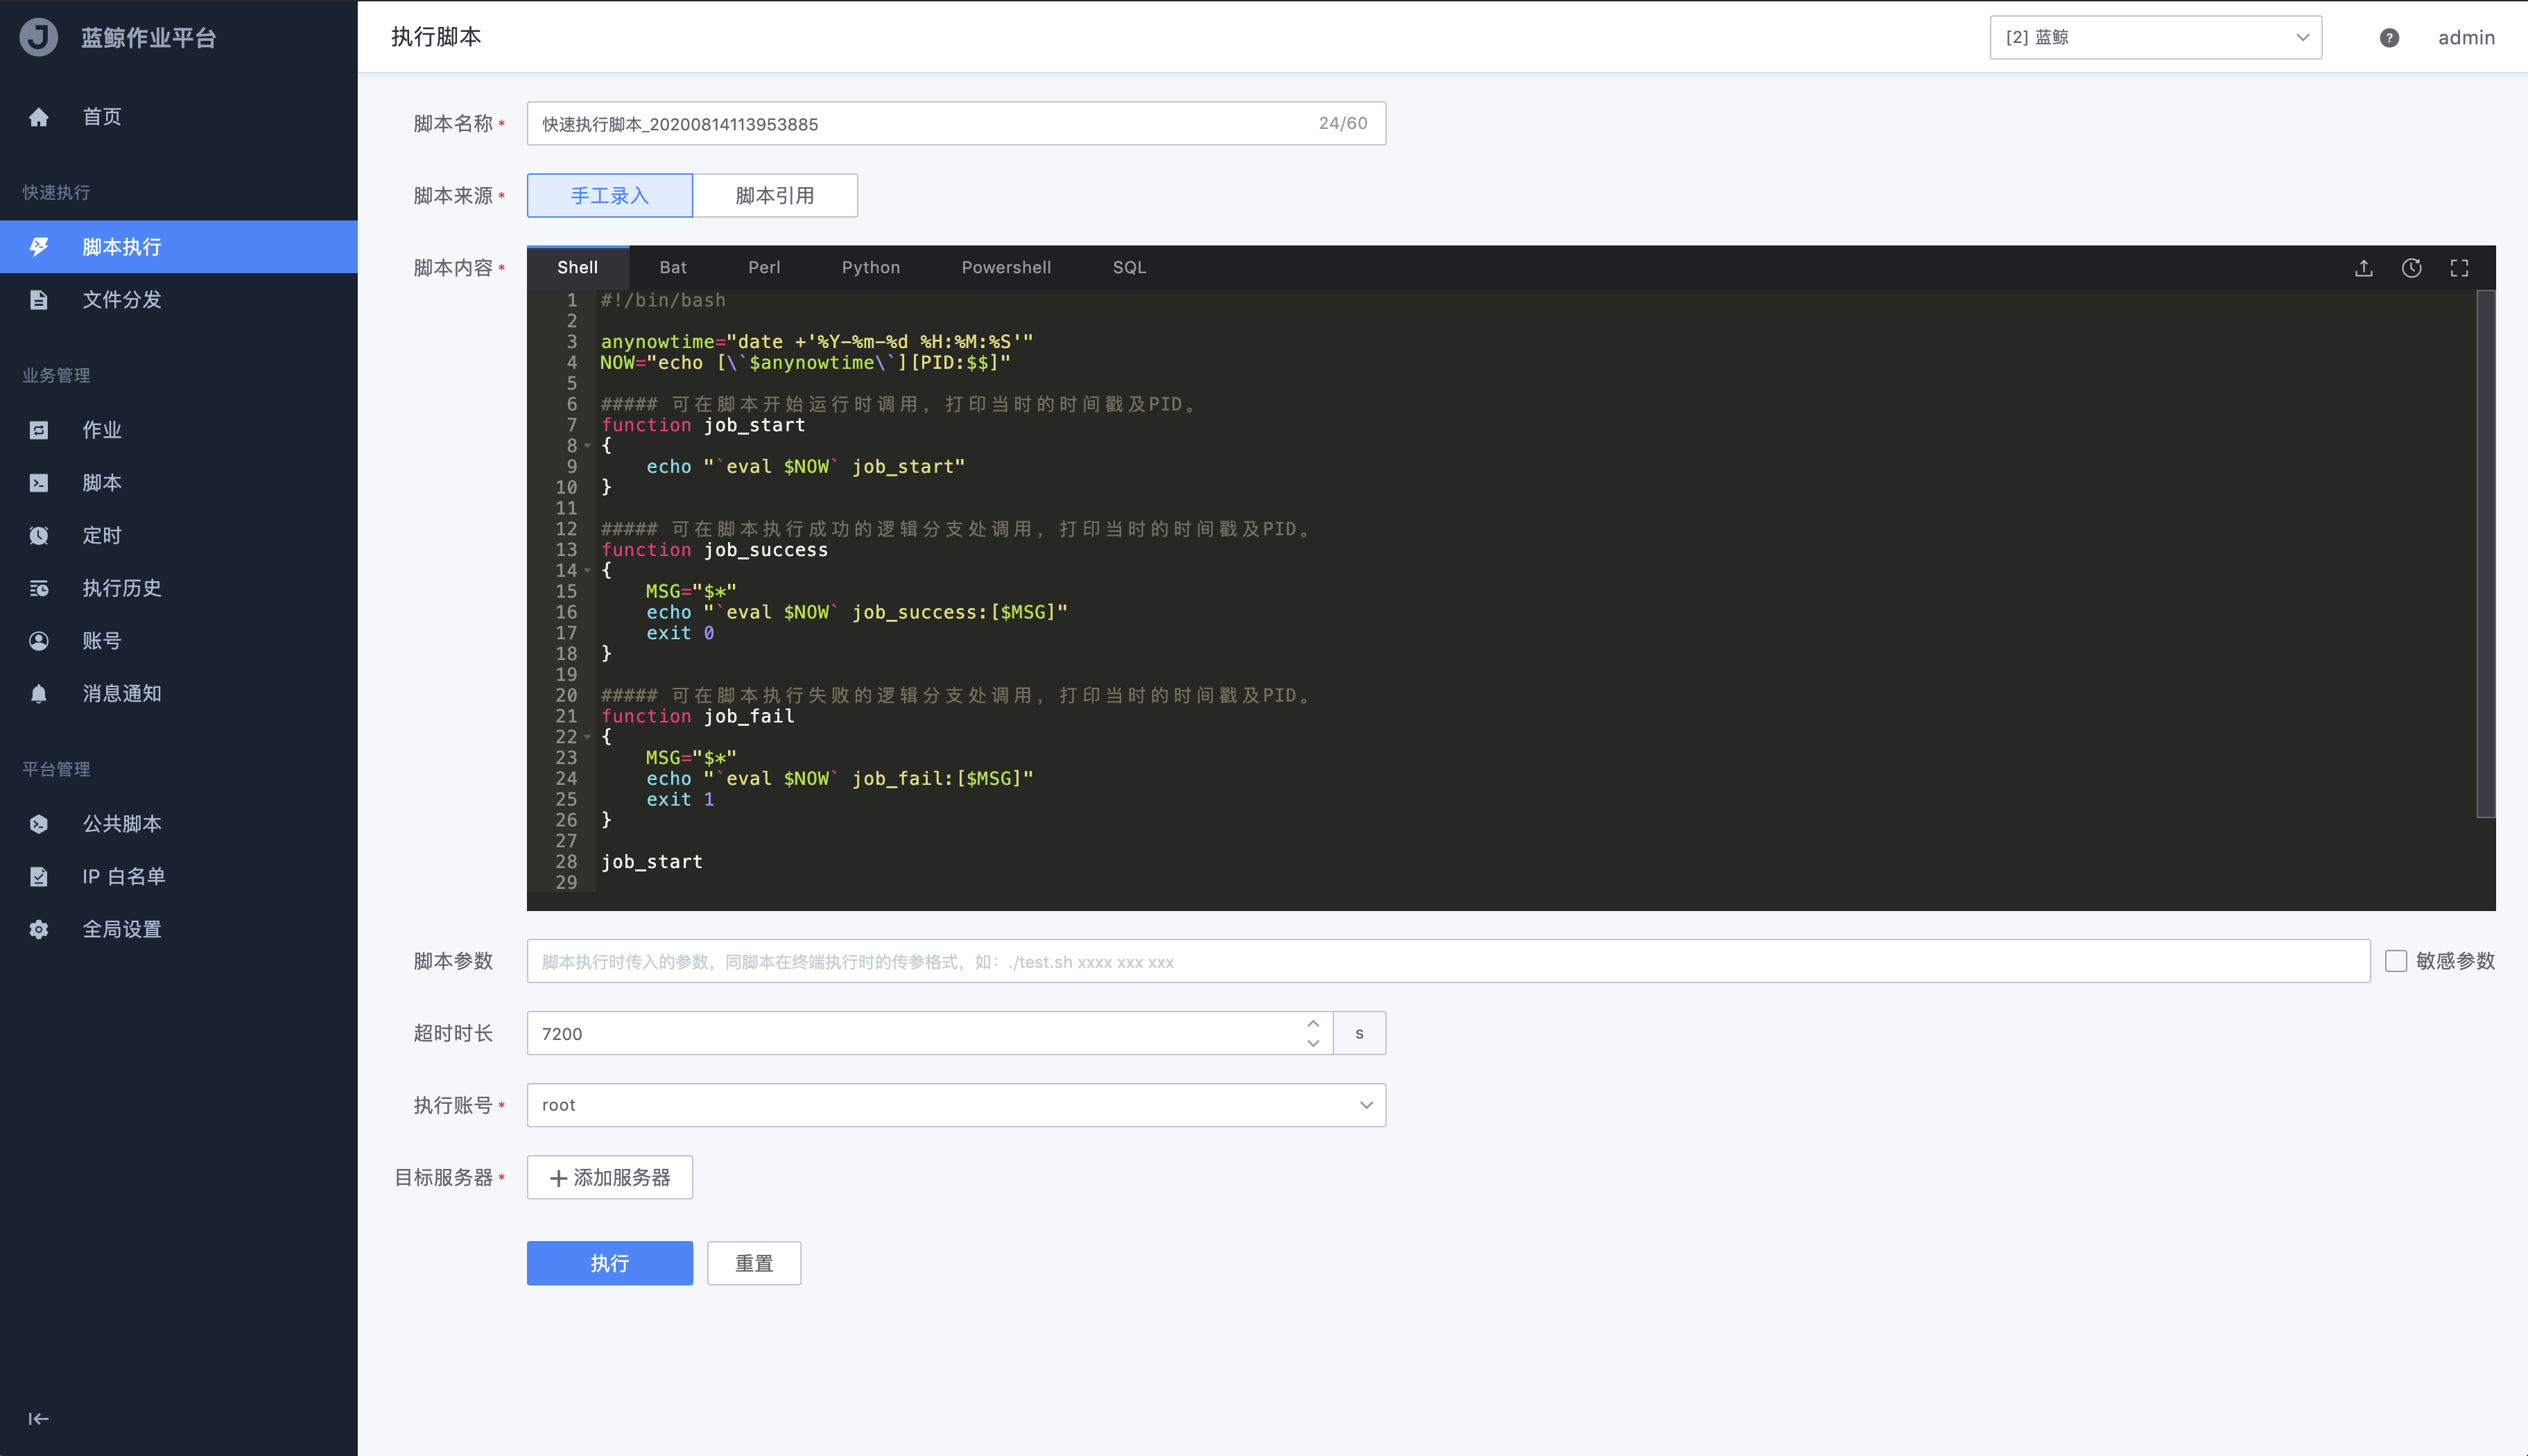 蓝鲸作业平台
首页
快速执行
脚本执行
文件分发
业务管理
作业
脚本
定时
执行历史
账号
消息通知
平台管理
公共脚本
IP 白名单
全局设置
执行脚本
[2] 蓝鲸
admin
脚本名称*
快速执行脚本_20200814113953885
24/60
脚本来源*
手工录入
脚本引用
脚本内容*
Shell
Bat
Perl
Python
Powershell
SQL
1 #!/bin/bash
2
3 anynowtime="date +'%Y-%m-%d %H:%M:%S'"
4 NOW="echo [\`$anynowtime\`][PID:$$]"
5
6 ##### 可在脚本开始运行时调用，打印当时的时间戳及PID。
7 function job_start
8 {
9     echo "`eval $NOW` job_start"
10 }
11
12 ##### 可在脚本执行成功的逻辑分支处调用，打印当时的时间戳及PID。
13 function job_success
14 {
15     MSG="$*"
16     echo "`eval $NOW` job_success:[$MSG]"
17     exit 0
18 }
19
20 ##### 可在脚本执行失败的逻辑分支处调用，打印当时的时间戳及PID。
21 function job_fail
22 {
23     MSG="$*"
24     echo "`eval $NOW` job_fail:[$MSG]"
25     exit 1
26 }
27
28 job_start
29
脚本参数
脚本执行时传入的参数，同脚本在终端执行时的传参格式，如：./test.sh xxxx xxx xxx
敏感参数
超时时长
7200
s
执行账号*
root
目标服务器*
添加服务器
执行
重置